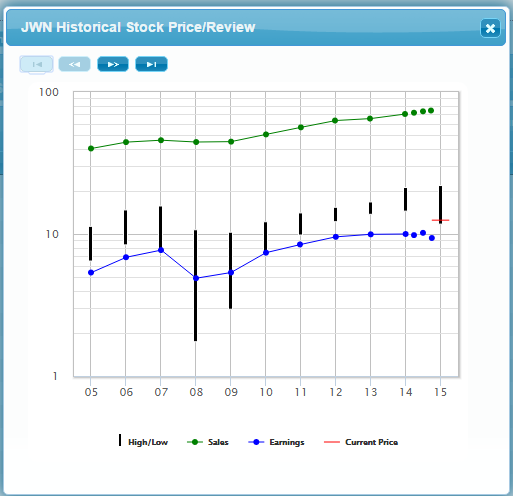 JWN Historical Stock Price/Review
100
10
1
05 06 07 08 09 10 11 12 13 14 15
High/Low Sales Earnings Current Price